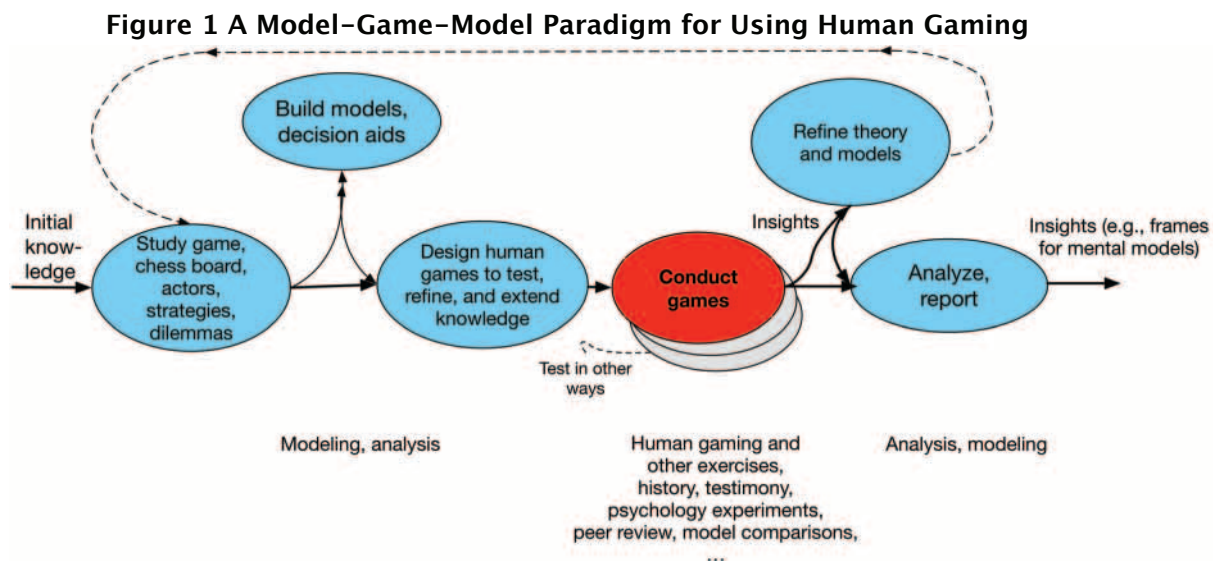 Figure 1 A Model-Game-Model Paradigm for Using Human Gaming
Build models,
decision aids
Refine theory
and models
Initial
know-
ledge
Study game,
chess board,
actors,
strategies,
dilemmas
Design human
games to test,
refine, and extend
knowledge
Conduct
games
Insights
Analyze,
report
Insights (e.g., frames
for mental models)
Test in other
ways
Modeling, analysis
Human gaming and
other exercises,
history, testimony,
psychology experiments,
peer review, model comparisons,
...
Analysis, modeling